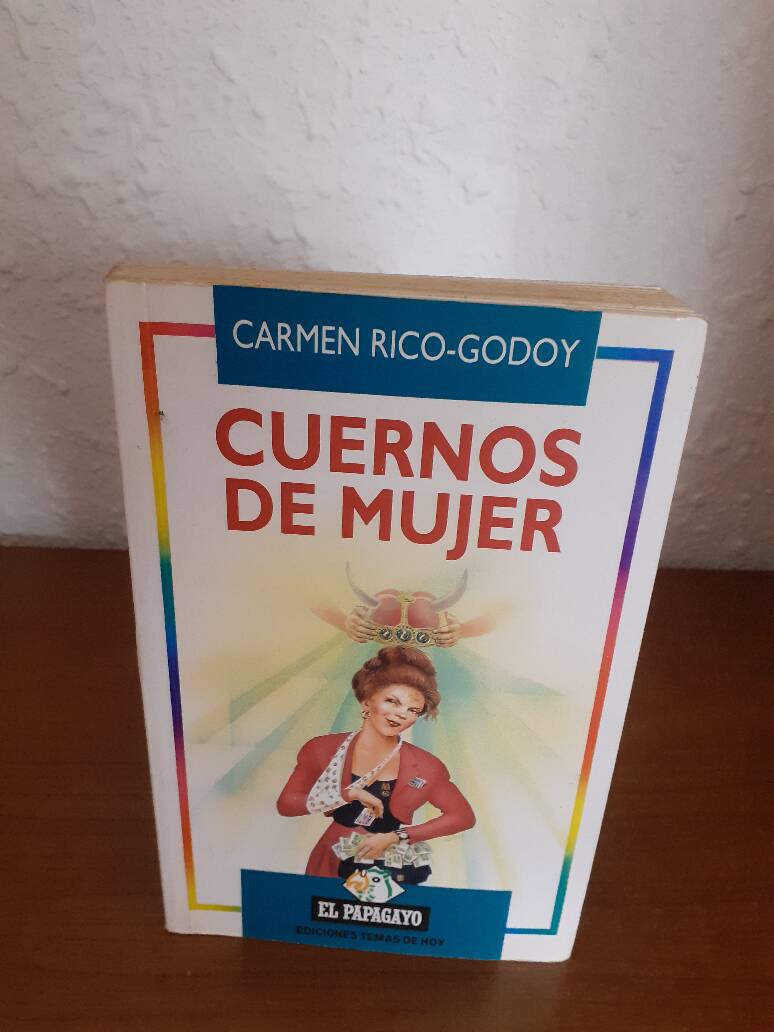 CARMEN RICO-GODOY
CUERNOS
DE MUJER
EL PAPAGAYO
EDICIONES TEMAS DE HOY